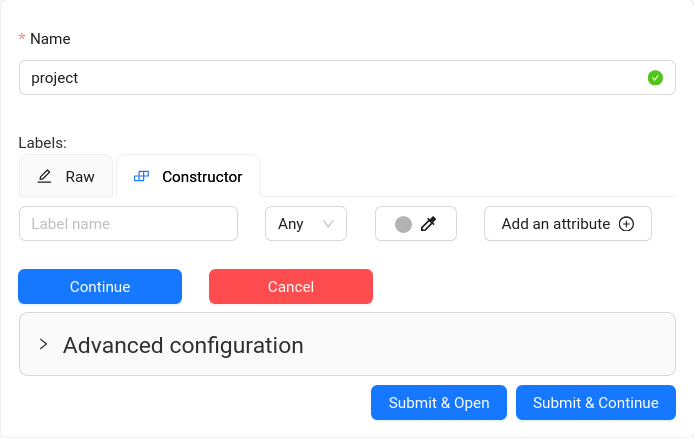 * Name
project
Labels:
Raw Constructor
Label name Any Add an attribute
Continue Cancel
Advanced configuration
Submit & Open Submit & Continue